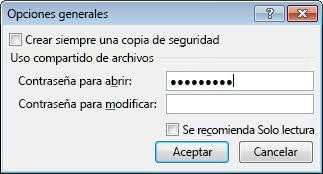 Opciones generales
Crear siempre una copia de seguridad
Uso compartido de archivos
Contraseña para abrir: ●●●●●●●●●
Contraseña para modificar:
Se recomienda Solo lectura
Aceptar Cancelar